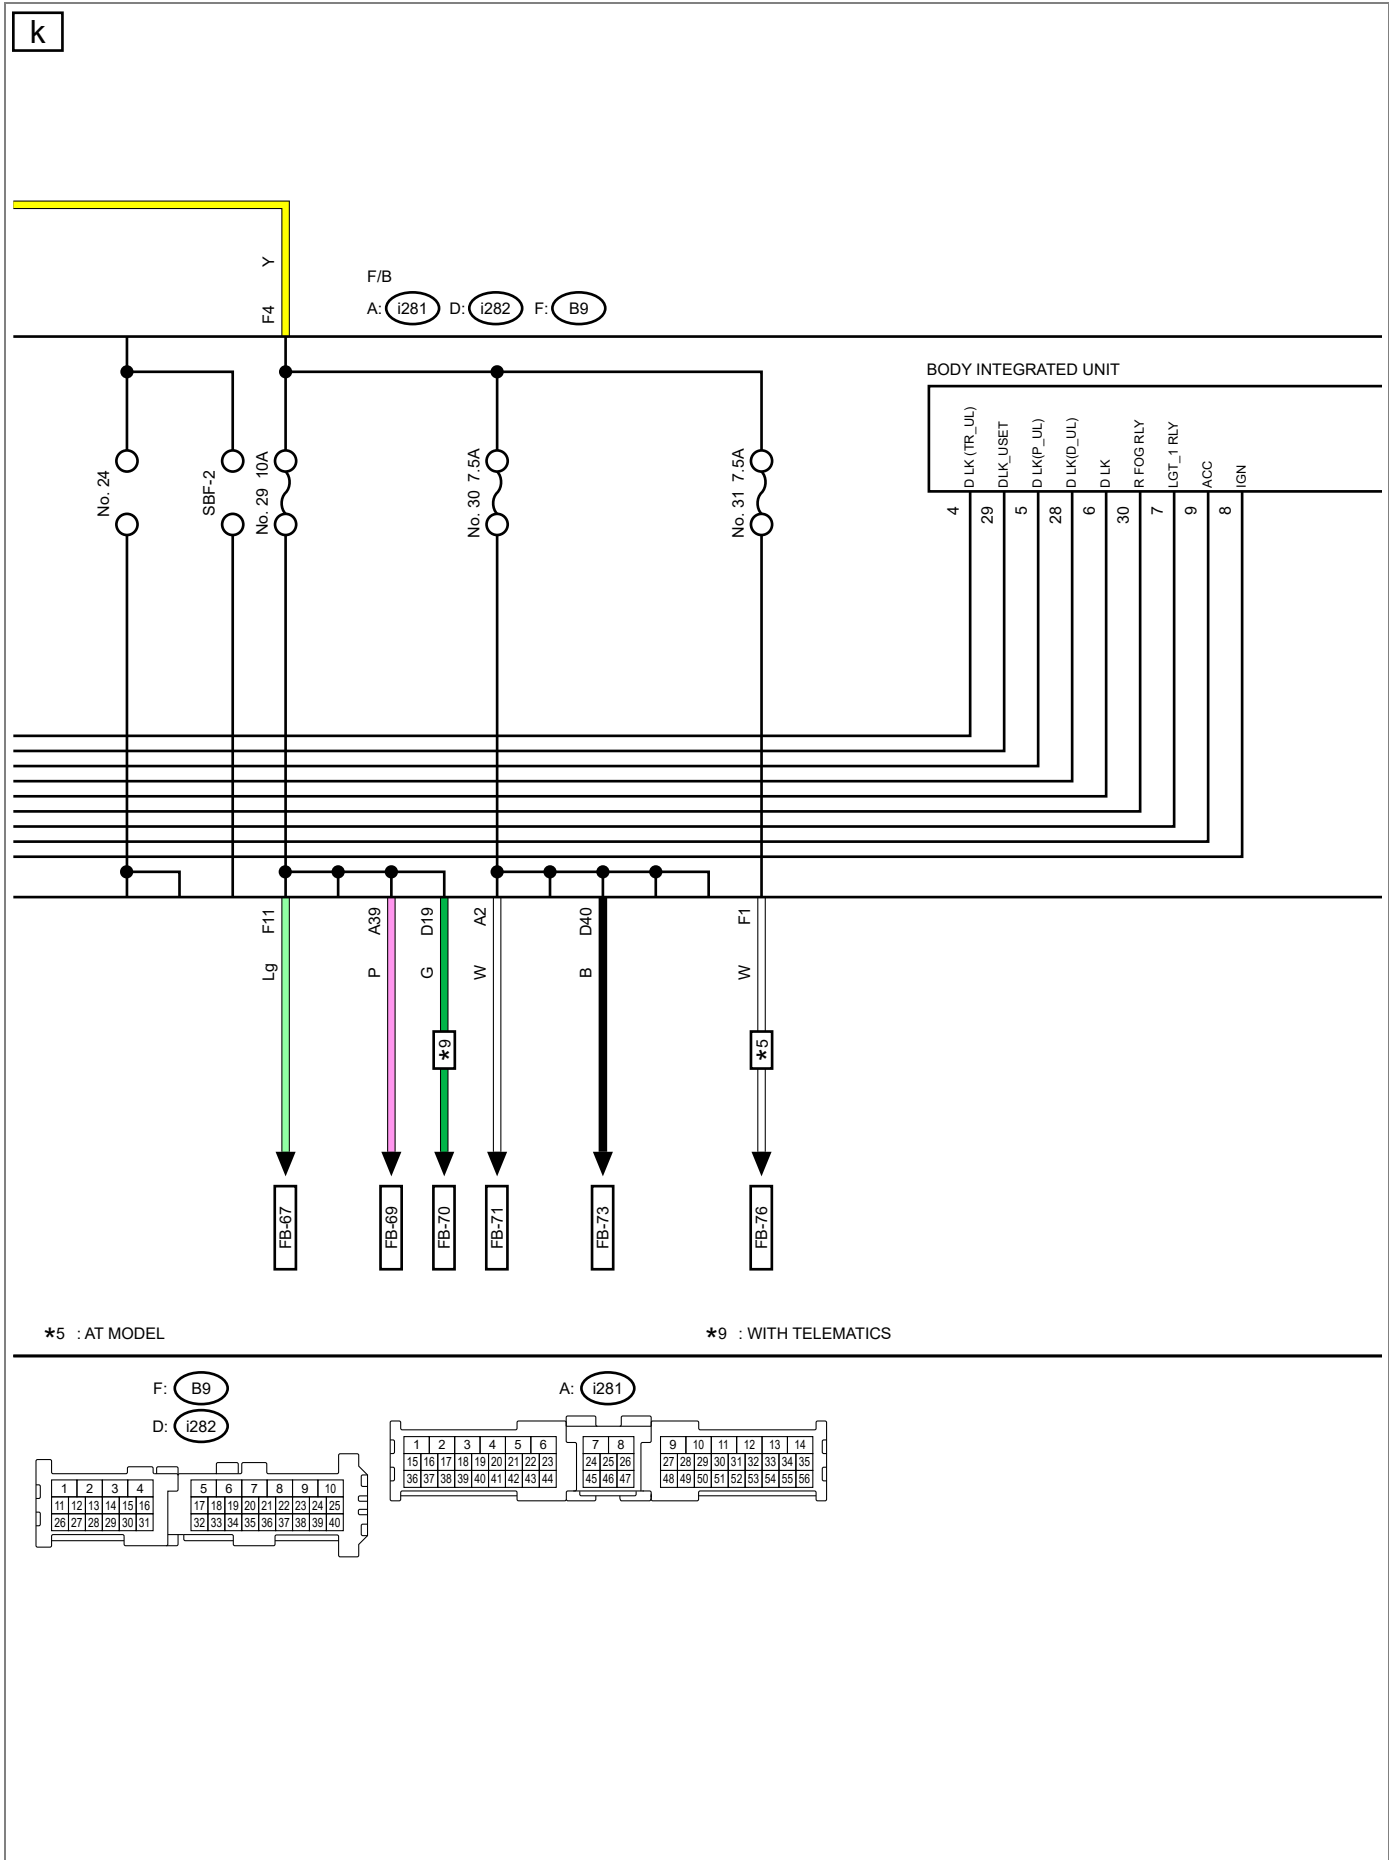 k
Y
F4
F/B
A: i281 D: i282 F: B9
BODY INTEGRATED UNIT
D LK (TR_UL)
DLK_USET
D LK(P_UL)
D LK(D_UL)
D LK
R FOG RLY
LGT_1 RLY
ACC
IGN
4
29
5
28
6
30
7
9
8
No. 24
SBF-2
No. 29 10A
No. 30 7.5A
No. 31 7.5A
F11
A39
D19
A2
D40
F1
Lg
P
G
W
B
W
*9
*5
FB-67
FB-69
FB-70
FB-71
FB-73
FB-76
*5 : AT MODEL
*9 : WITH TELEMATICS
F: B9
D: i282
1 2 3 4 5 6 7 8 9 10
11 12 13 14 15 16 17 18 19 20 21 22 23 24 25
26 27 28 29 30 31 32 33 34 35 36 37 38 39 40
A: i281
1 2 3 4 5 6 7 8 9 10 11 12 13 14
15 16 17 18 19 20 21 22 23 24 25 26 27 28 29 30 31 32 33 34 35
36 37 38 39 40 41 42 43 44 45 46 47 48 49 50 51 52 53 54 55 56